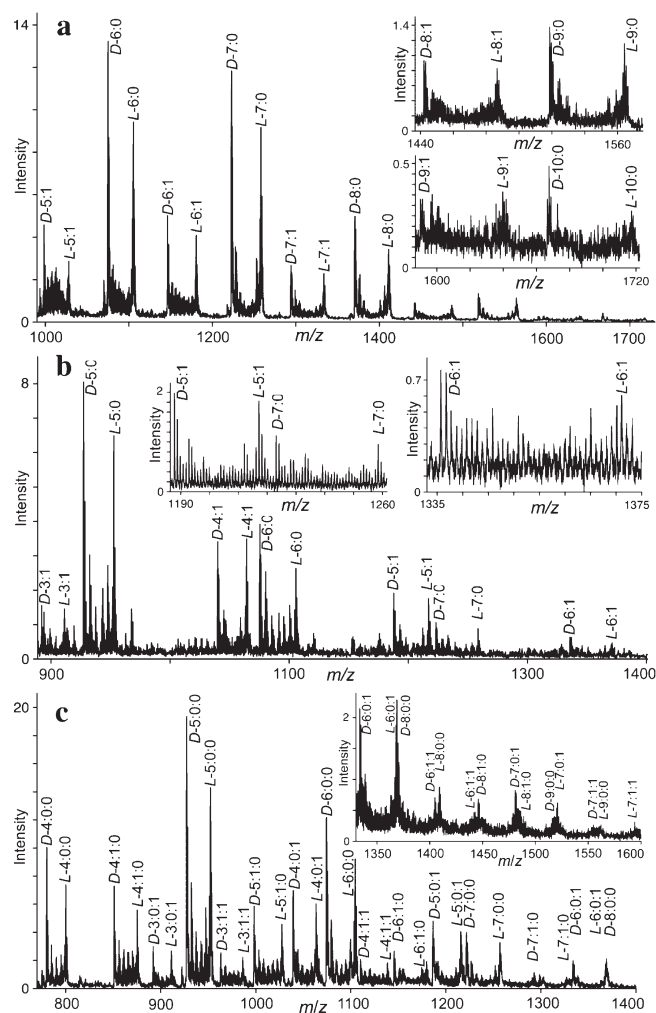 a
14
Intensity
0
D-5:1
L-5:1
D-6:0
L-6:0
D-6:1
L-6:1
D-7:0
L-7:0
D-7:1
L-7:1
D-8:0
L-8:0
1000
1200
1400
1600
1700
m/z
1.4
Intensity
0
D-8:1
L-8:1
D-9:0
L-9:0
1440
m/z
1560
0.5
Intensity
0
D-9:1
L-9:1
D-10:0
L-10:0
1600
m/z
1720
b
8
Intensity
0
D-3:1
L-3:1
D-5:0
L-5:0
D-4:1
L-4:1
D-6:0
L-6:0
D-5:1
L-5:1
D-7:0
L-7:0
D-6:1
L-6:1
900
1100
1300
1400
m/z
2
Intensity
0
D-5:1
L-5:1
D-7:0
L-7:0
1190
m/z
1260
0.7
Intensity
0
D-6:1
L-6:1
1335
m/z
1375
c
20
Intensity
0
D-4:0:0
L-4:0:0
D-4:1:0
L-4:1:0
D-3:0:1
L-3:0:1
D-5:0:0
L-5:0:0
D-3:1:1
L-3:1:1
D-5:1:0
L-5:1:0
D-4:0:1
L-4:0:1
D-6:0:0
L-6:0:0
D-4:1:1
L-4:1:1
D-6:1:0
L-6:1:0
D-5:0:1
L-5:0:1
D-7:0:0
L-7:0:0
D-7:1:0
L-7:1:0
D-6:0:1
L-6:0:1
D-8:0:0
800
900
1000
1100
1200
1300
1400
m/z
2
Intensity
0
D-6:0:1
L-6:0:1
D-8:0:0
D-6:1:1
L-8:0:0
L-6:1:1
D-8:1:0
D-7:0:1
L-8:1:0
D-9:0:0
L-7:0:1
D-7:1:1
L-9:0:0
L-7:1:1
1350
1400
1450
1500
1550
1600
m/z